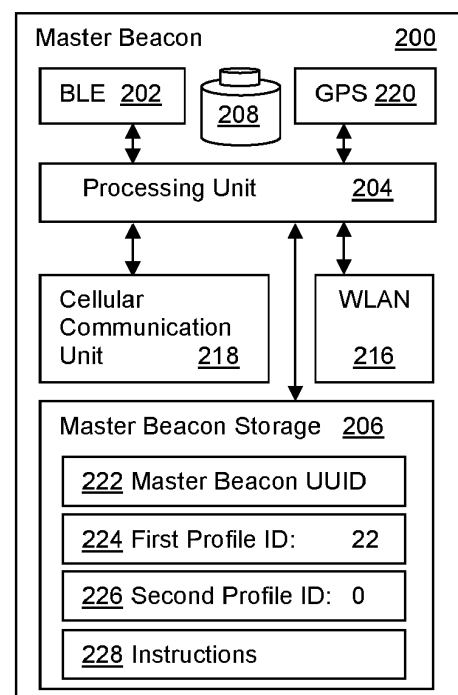 Master Beacon 200
BLE 202
208
GPS 220
Processing Unit 204
Cellular
Communication
Unit 218
WLAN
216
Master Beacon Storage 206
222 Master Beacon UUID
224 First Profile ID: 22
226 Second Profile ID: 0
228 Instructions